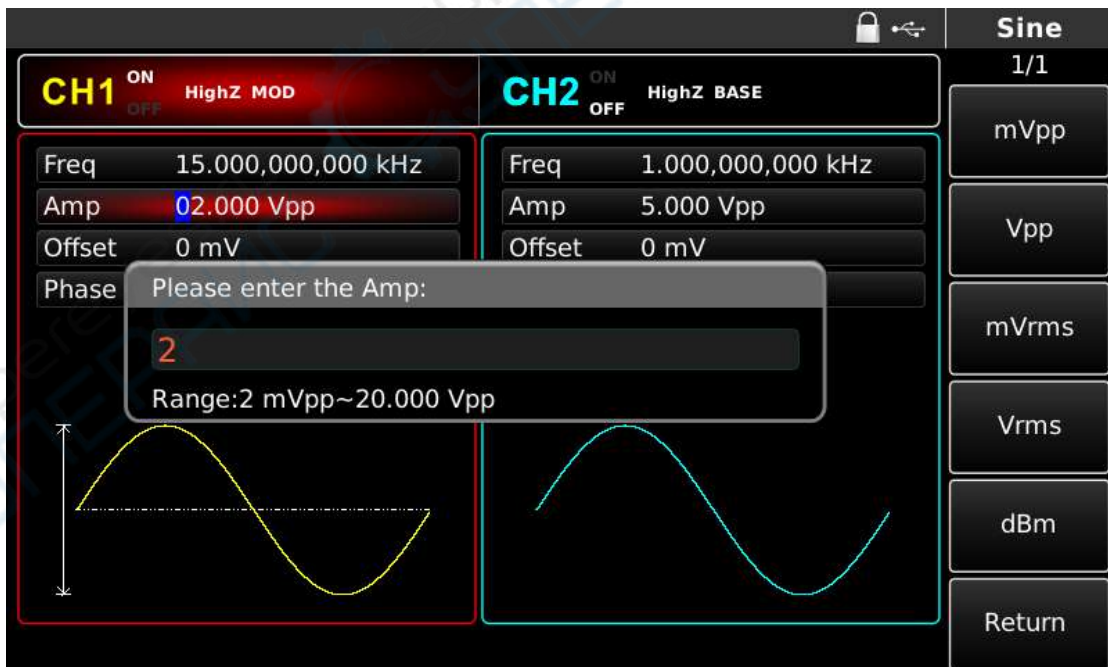 Sine
1/1
CH1 ON OFF HighZ MOD
CH2 ON OFF HighZ BASE
Freq 15.000,000,000 kHz
Freq 1.000,000,000 kHz
Amp 02.000 Vpp
Amp 5.000 Vpp
Offset 0 mV
Offset 0 mV
Phase
Please enter the Amp:
2
Range:2 mVpp~20.000 Vpp
mVpp
Vpp
mVrms
Vrms
dBm
Return